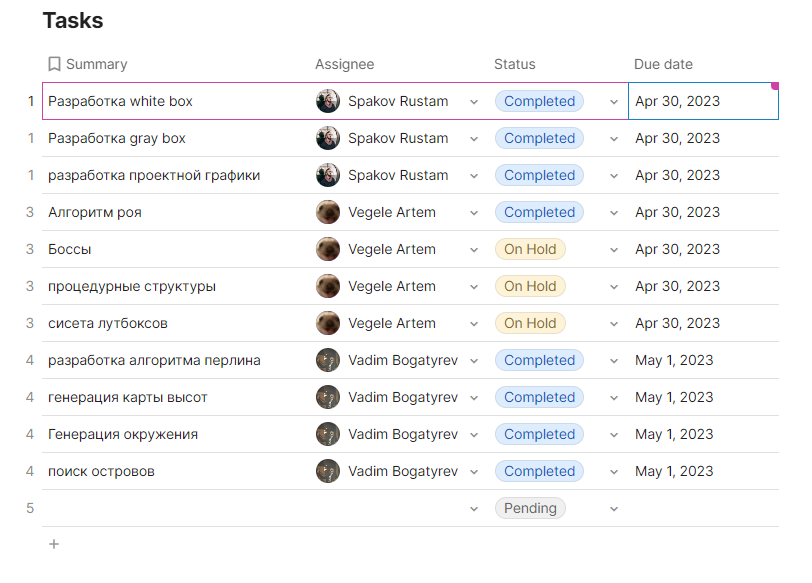 Tasks
Summary Assignee Status Due date
1 Разработка white box Spakov Rustam Completed Apr 30, 2023
1 Разработка gray box Spakov Rustam Completed Apr 30, 2023
1 разработка проектной графики Spakov Rustam Completed Apr 30, 2023
3 Алгоритм роя Vegele Artem Completed Apr 30, 2023
3 Боссы Vegele Artem On Hold Apr 30, 2023
3 процедурные структуры Vegele Artem On Hold Apr 30, 2023
3 сисета лутбоксов Vegele Artem On Hold Apr 30, 2023
4 разработка алгоритма перлина Vadim Bogatyrev Completed May 1, 2023
4 генерация карты высот Vadim Bogatyrev Completed May 1, 2023
4 Генерация окружения Vadim Bogatyrev Completed May 1, 2023
4 поиск островов Vadim Bogatyrev Completed May 1, 2023
5 Pending
+